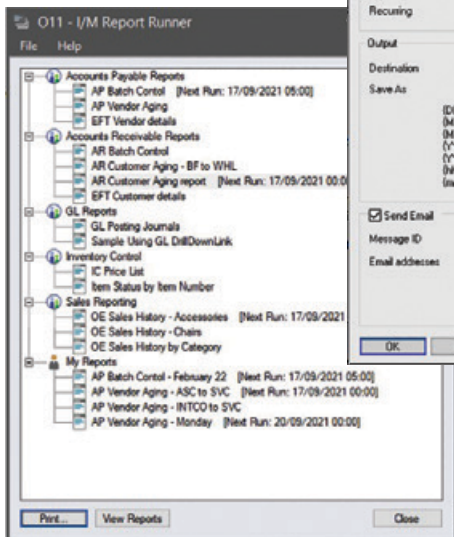 O11 - I/M Report Runner
File Help
Accounts Payable Reports
AP Batch Contol [Next Run: 17/09/2021 05:00]
AP Vendor Aging
EFT Vendor details
Accounts Receivable Reports
AR Batch Control
AR Customer Aging - BF to WHL
AR Customer Aging report [Next Run: 17/09/2021 00:0
EFT Customer details
GL Reports
GL Posting Journals
Sample Using GL DrillDownLink
Inventory Control
IC Price List
Item Status by Item Number
Sales Reporting
OE Sales History - Accessories [Next Run: 17/09/2021
OE Sales History - Chairs
OE Sales History by Category
My Reports
AP Batch Contol - February 22 [Next Run: 17/09/2021 05:00]
AP Vendor Aging - ASC to SVC [Next Run: 17/09/2021 00:00]
AP Vendor Aging - INTCO to SVC
AP Vendor Aging - Monday [Next Run: 20/09/2021 00:00]
Print... View Reports Close
Recurring
Output
Destination
Save As
Send Email
Message ID
Email addresses
OK